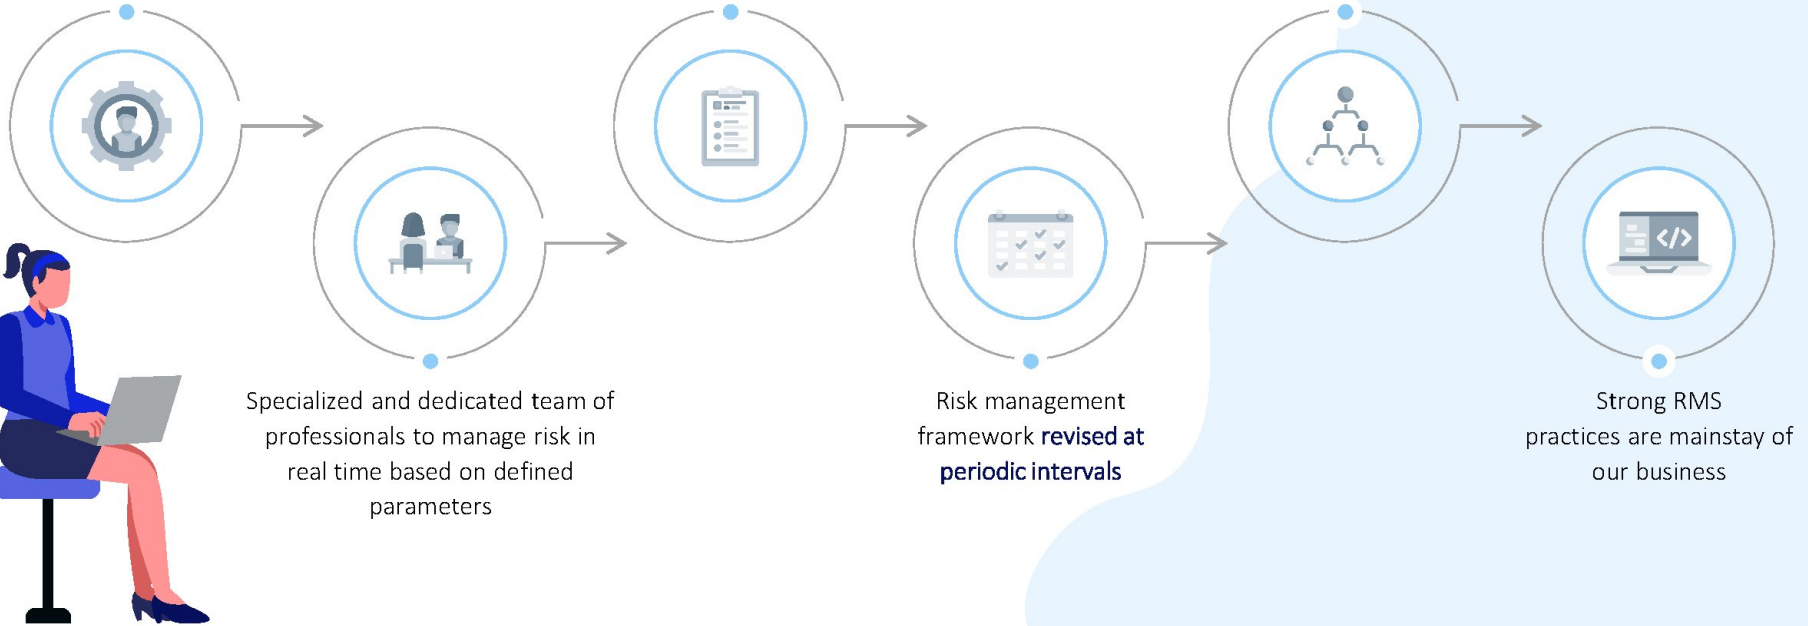 Specialized and dedicated team of
professionals to manage risk in
real time based on defined
parameters
Risk management
framework revised at
periodic intervals
Strong RMS
practices are mainstay of
our business